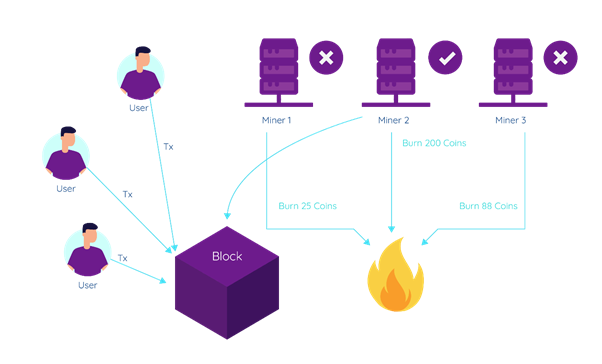 User
Tx
User
Tx
User
Tx
Block
Miner 1
Miner 2
Miner 3
Burn 200 Coins
Burn 25 Coins
Burn 88 Coins